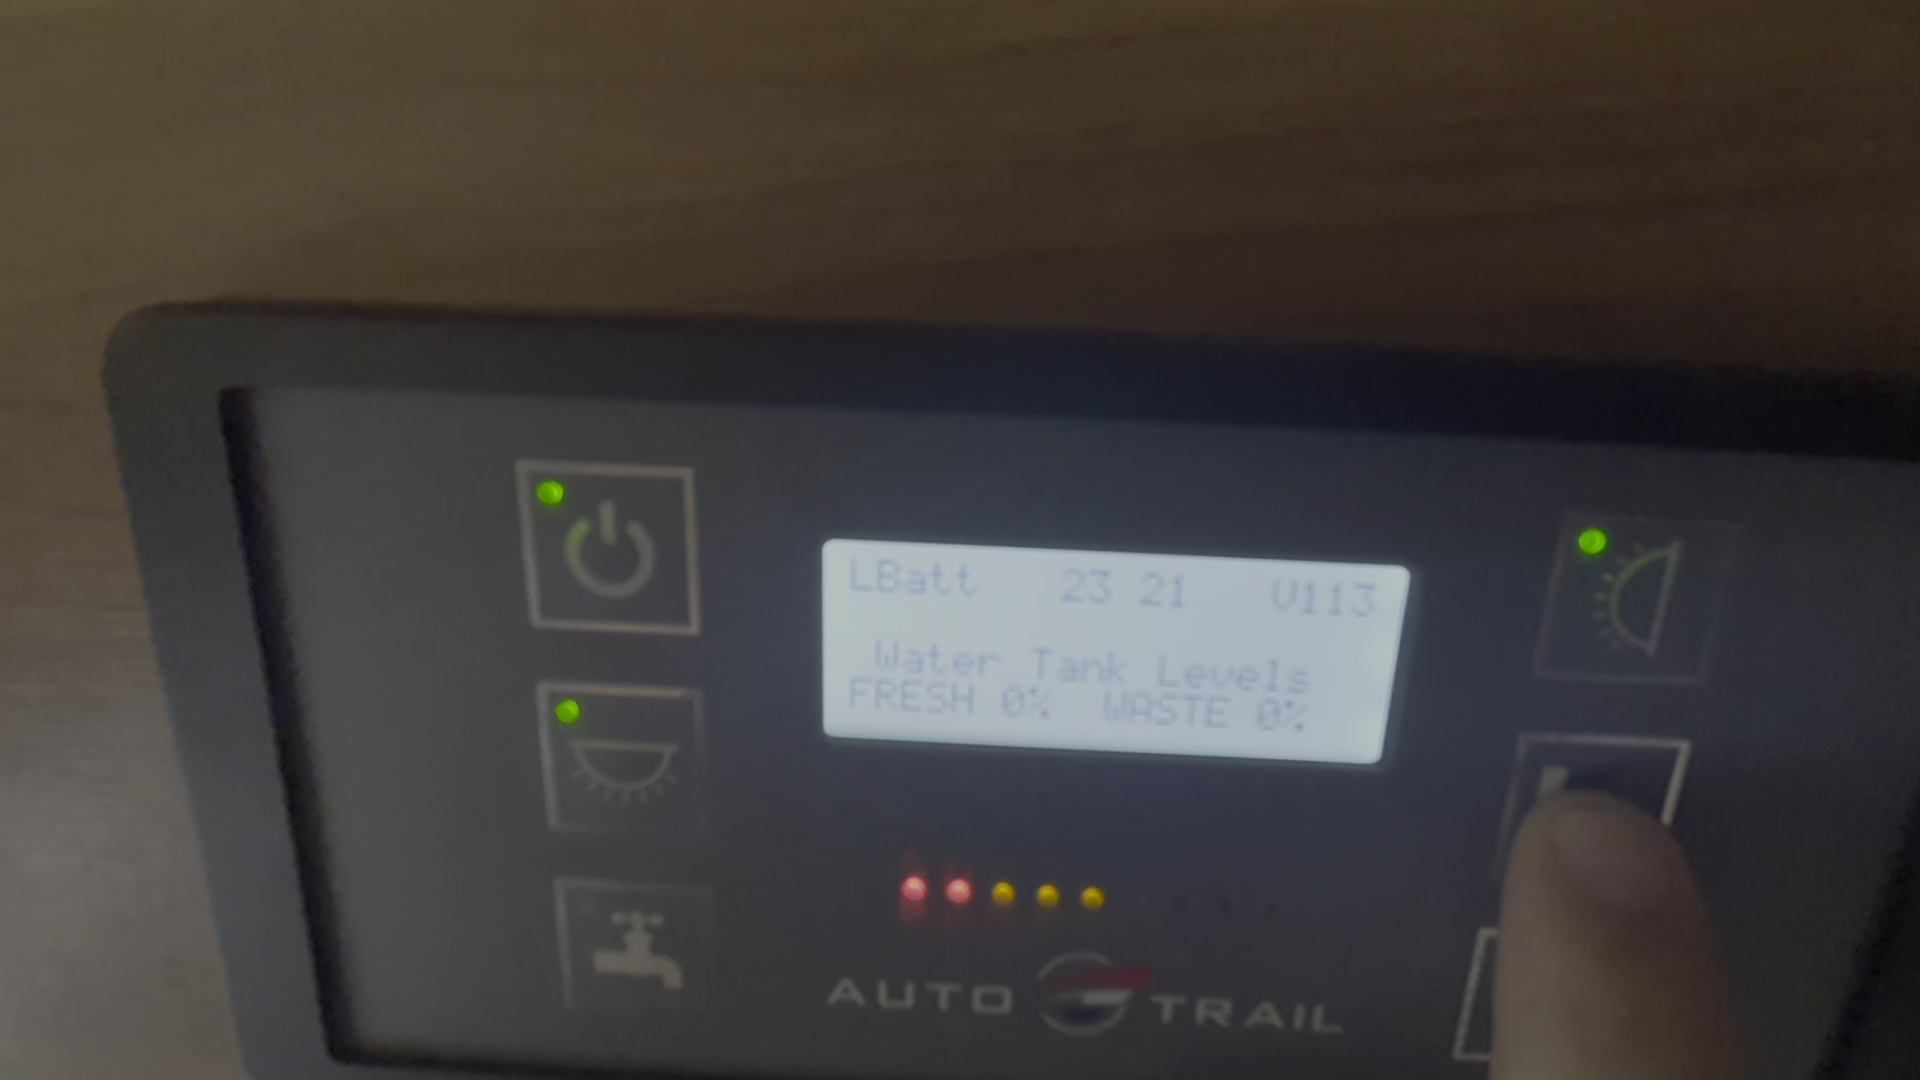 LBatt 23 21 V113
Water Tank Levels
FRESH 0% WASTE 0%
AUTO TRAIL